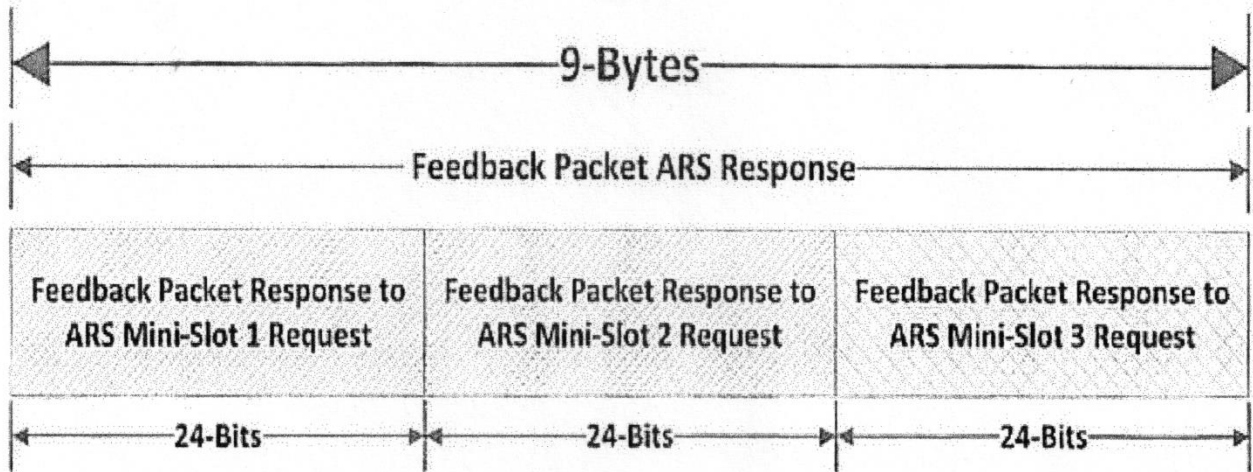 9-Bytes
Feedback Packet ARS Response
Feedback Packet Response to
ARS Mini-Slot 1 Request
Feedback Packet Response to
ARS Mini-Slot 2 Request
Feedback Packet Response to
ARS Mini-Slot 3 Request
24-Bits
24-Bits
24-Bits